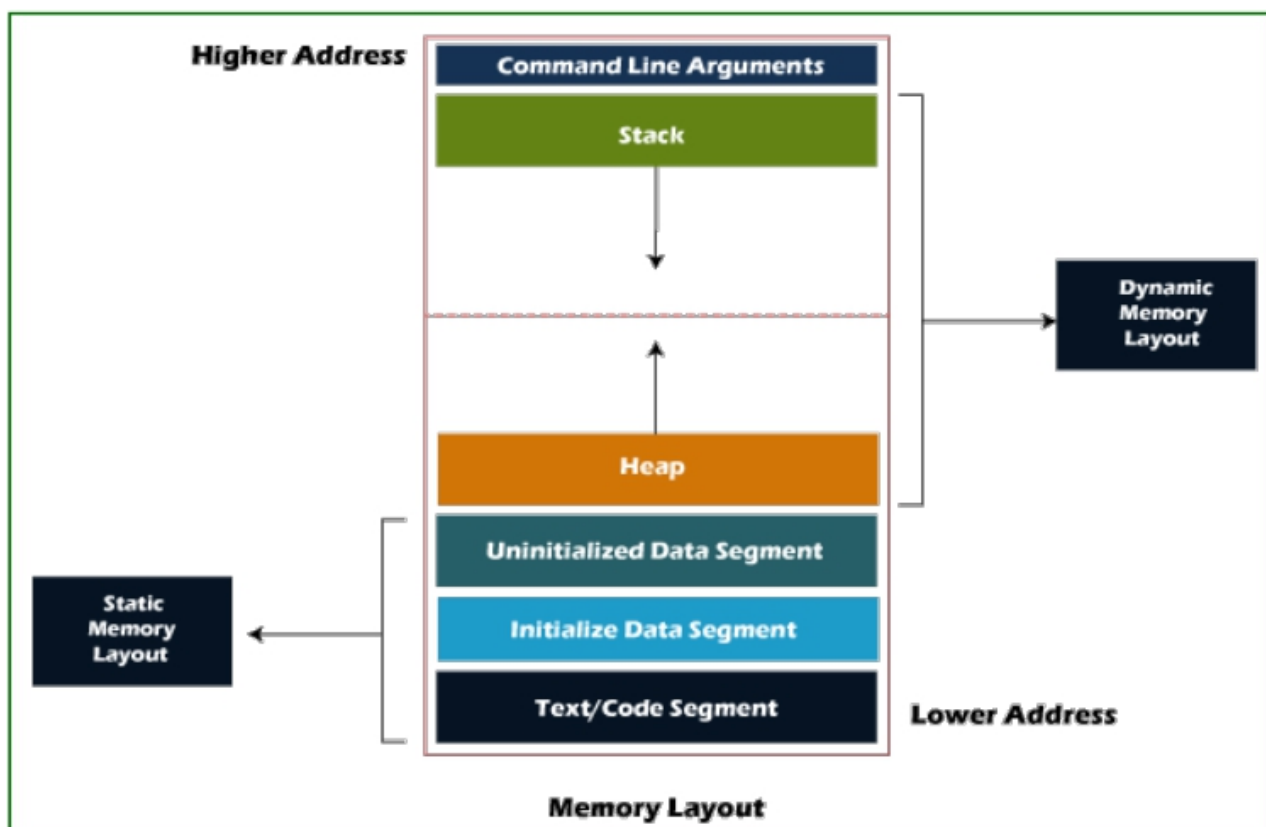 Higher Address
Command Line Arguments
Stack
Dynamic
Memory
Layout
Heap
Uninitialized Data Segment
Static
Memory
Layout
Initialize Data Segment
Text/Code Segment
Lower Address
Memory Layout